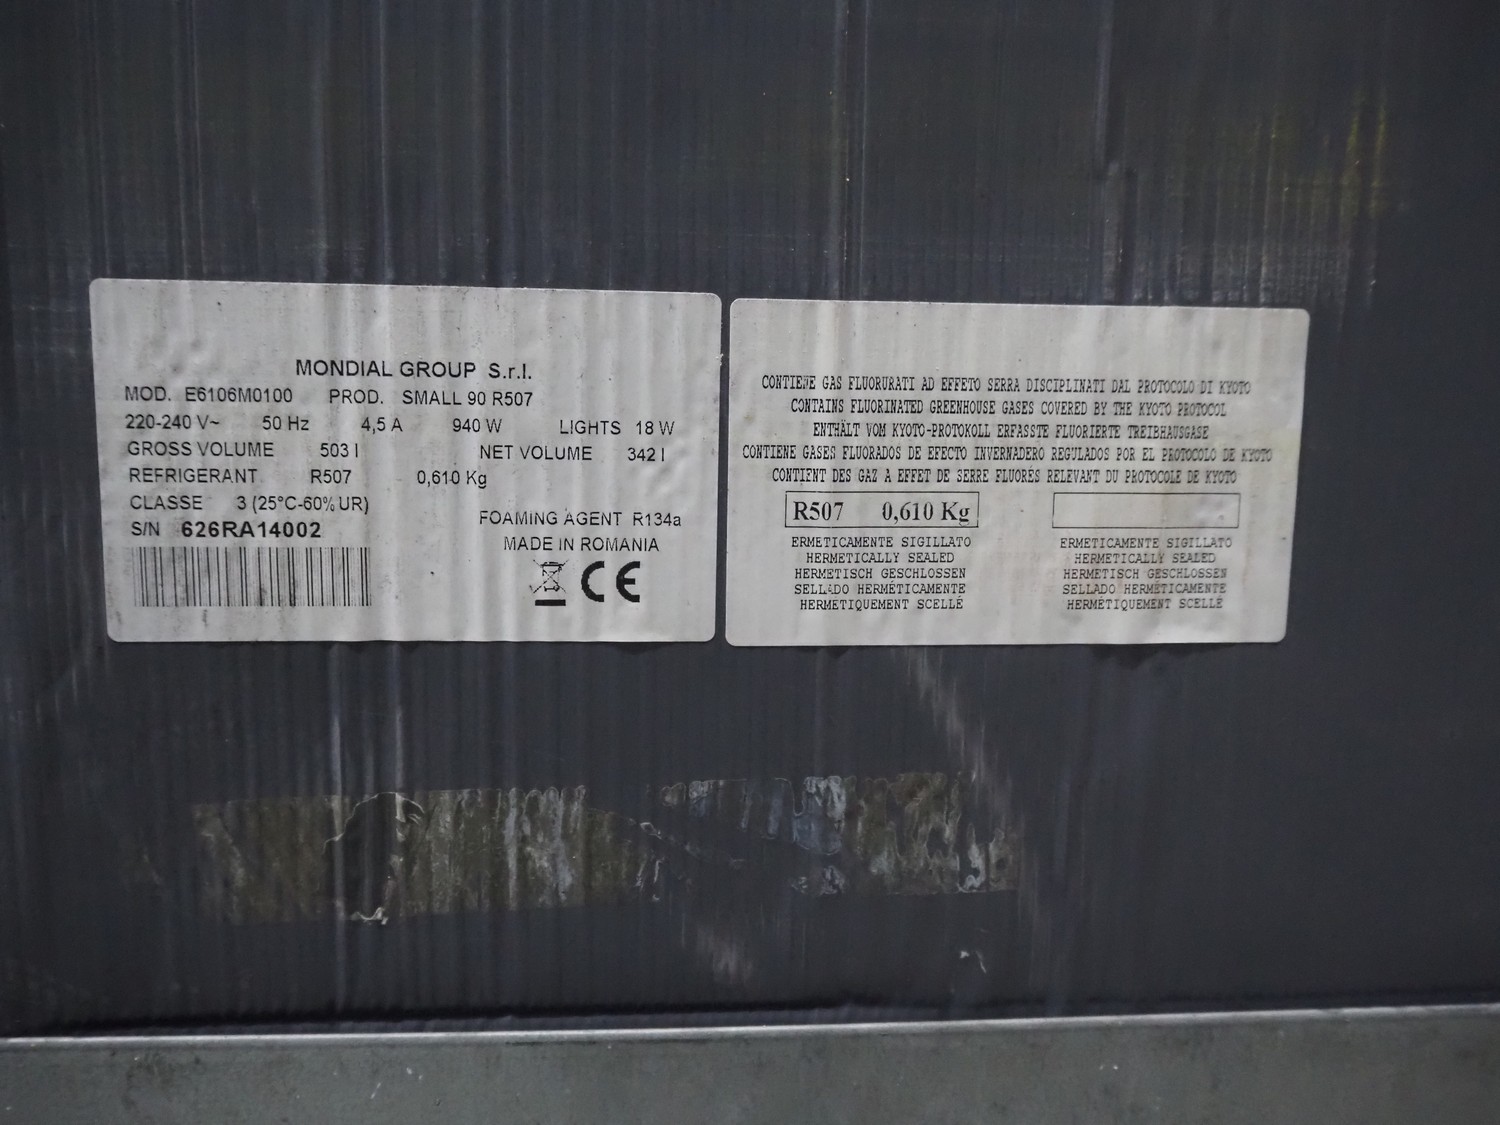 MONDIAL GROUP S.r.l.
MOD. E6106M0100 PROD. SMALL 90 R507
220-240 V~ 50 Hz 4,5 A 940 W LIGHTS 18 W
GROSS VOLUME 503 l NET VOLUME 342 l
REFRIGERANT R507 0,610 Kg
CLASSE 3 (25°C-60% UR)
S/N 626RA14002
FOAMING AGENT R134a
MADE IN ROMANIA
CE
CONTIENE GAS FLUORURATI AD EFFETO SERRA DISCIPLINATI DAL PROTOCOLO DI KYOTO
CONTAINS FLUORINATED GREENHOUSE GASES COVERED BY THE KYOTO PROTOCOL
ENTHÄLT VOM KYOTO-PROTOKOLL ERFASSTE FLUORIERTE TREIBHAUSGASE
CONTIENE GASES FLUORADOS DE EFECTO INVERNADERO REGULADOS POR EL PROTOCOLO DE KYOTO
CONTIENT DES GAZ A EFFET DE SERRE FLUORÉS RELEVANT DU PROTOCOLE DE KYOTO
R507 0,610 Kg
ERMETICAMENTE SIGILLATO
HERMETICALLY SEALED
HERMETISCH GESCHLOSSEN
SELLADO HERMÉTICAMENTE
HERMÉTIQUEMENT SCELLÉ
ERMETICAMENTE SIGILLATO
HERMETICALLY SEALED
HERMETISCH GESCHLOSSEN
SELLADO HERMÉTICAMENTE
HERMÉTIQUEMENT SCELLÉ